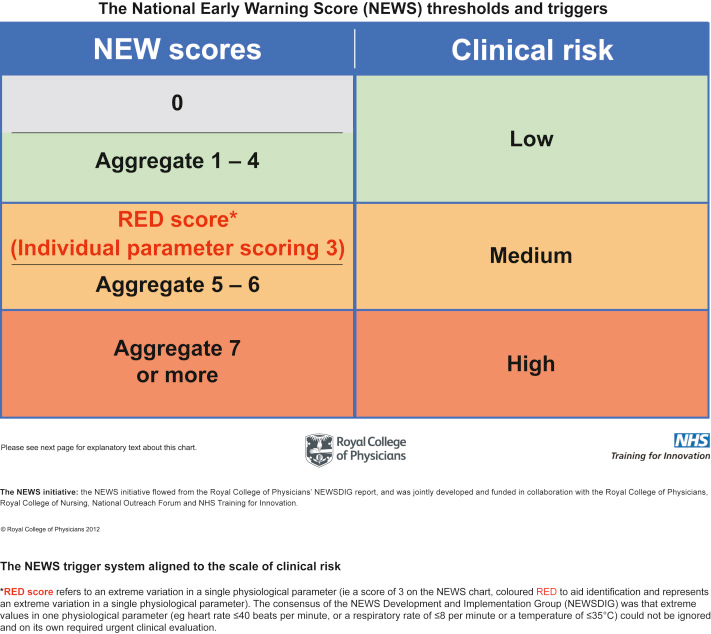 The National Early Warning Score (NEWS) thresholds and triggers
NEW scores
Clinical risk
0
Low
Aggregate 1 – 4
RED score*
(Individual parameter scoring 3)
Medium
Aggregate 5 – 6
Aggregate 7
or more
High
Please see next page for explanatory text about this chart.
Royal College
of Physicians
NHS
Training for Innovation
The NEWS initiative: the NEWS initiative flowed from the Royal College of Physicians' NEWSDIG report, and was jointly developed and funded in collaboration with the Royal College of Physicians,
Royal College of Nursing, National Outreach Forum and NHS Training for Innovation.
© Royal College of Physicians 2012
The NEWS trigger system aligned to the scale of clinical risk
*RED score refers to an extreme variation in a single physiological parameter (ie a score of 3 on the NEWS chart, coloured RED to aid identification and represents
an extreme variation in a single physiological parameter). The consensus of the NEWS Development and Implementation Group (NEWSDIG) was that extreme
values in one physiological parameter (eg heart rate ≤40 beats per minute, or a respiratory rate of ≤8 per minute or a temperature of ≤35°C) could not be ignored
and on its own required urgent clinical evaluation.